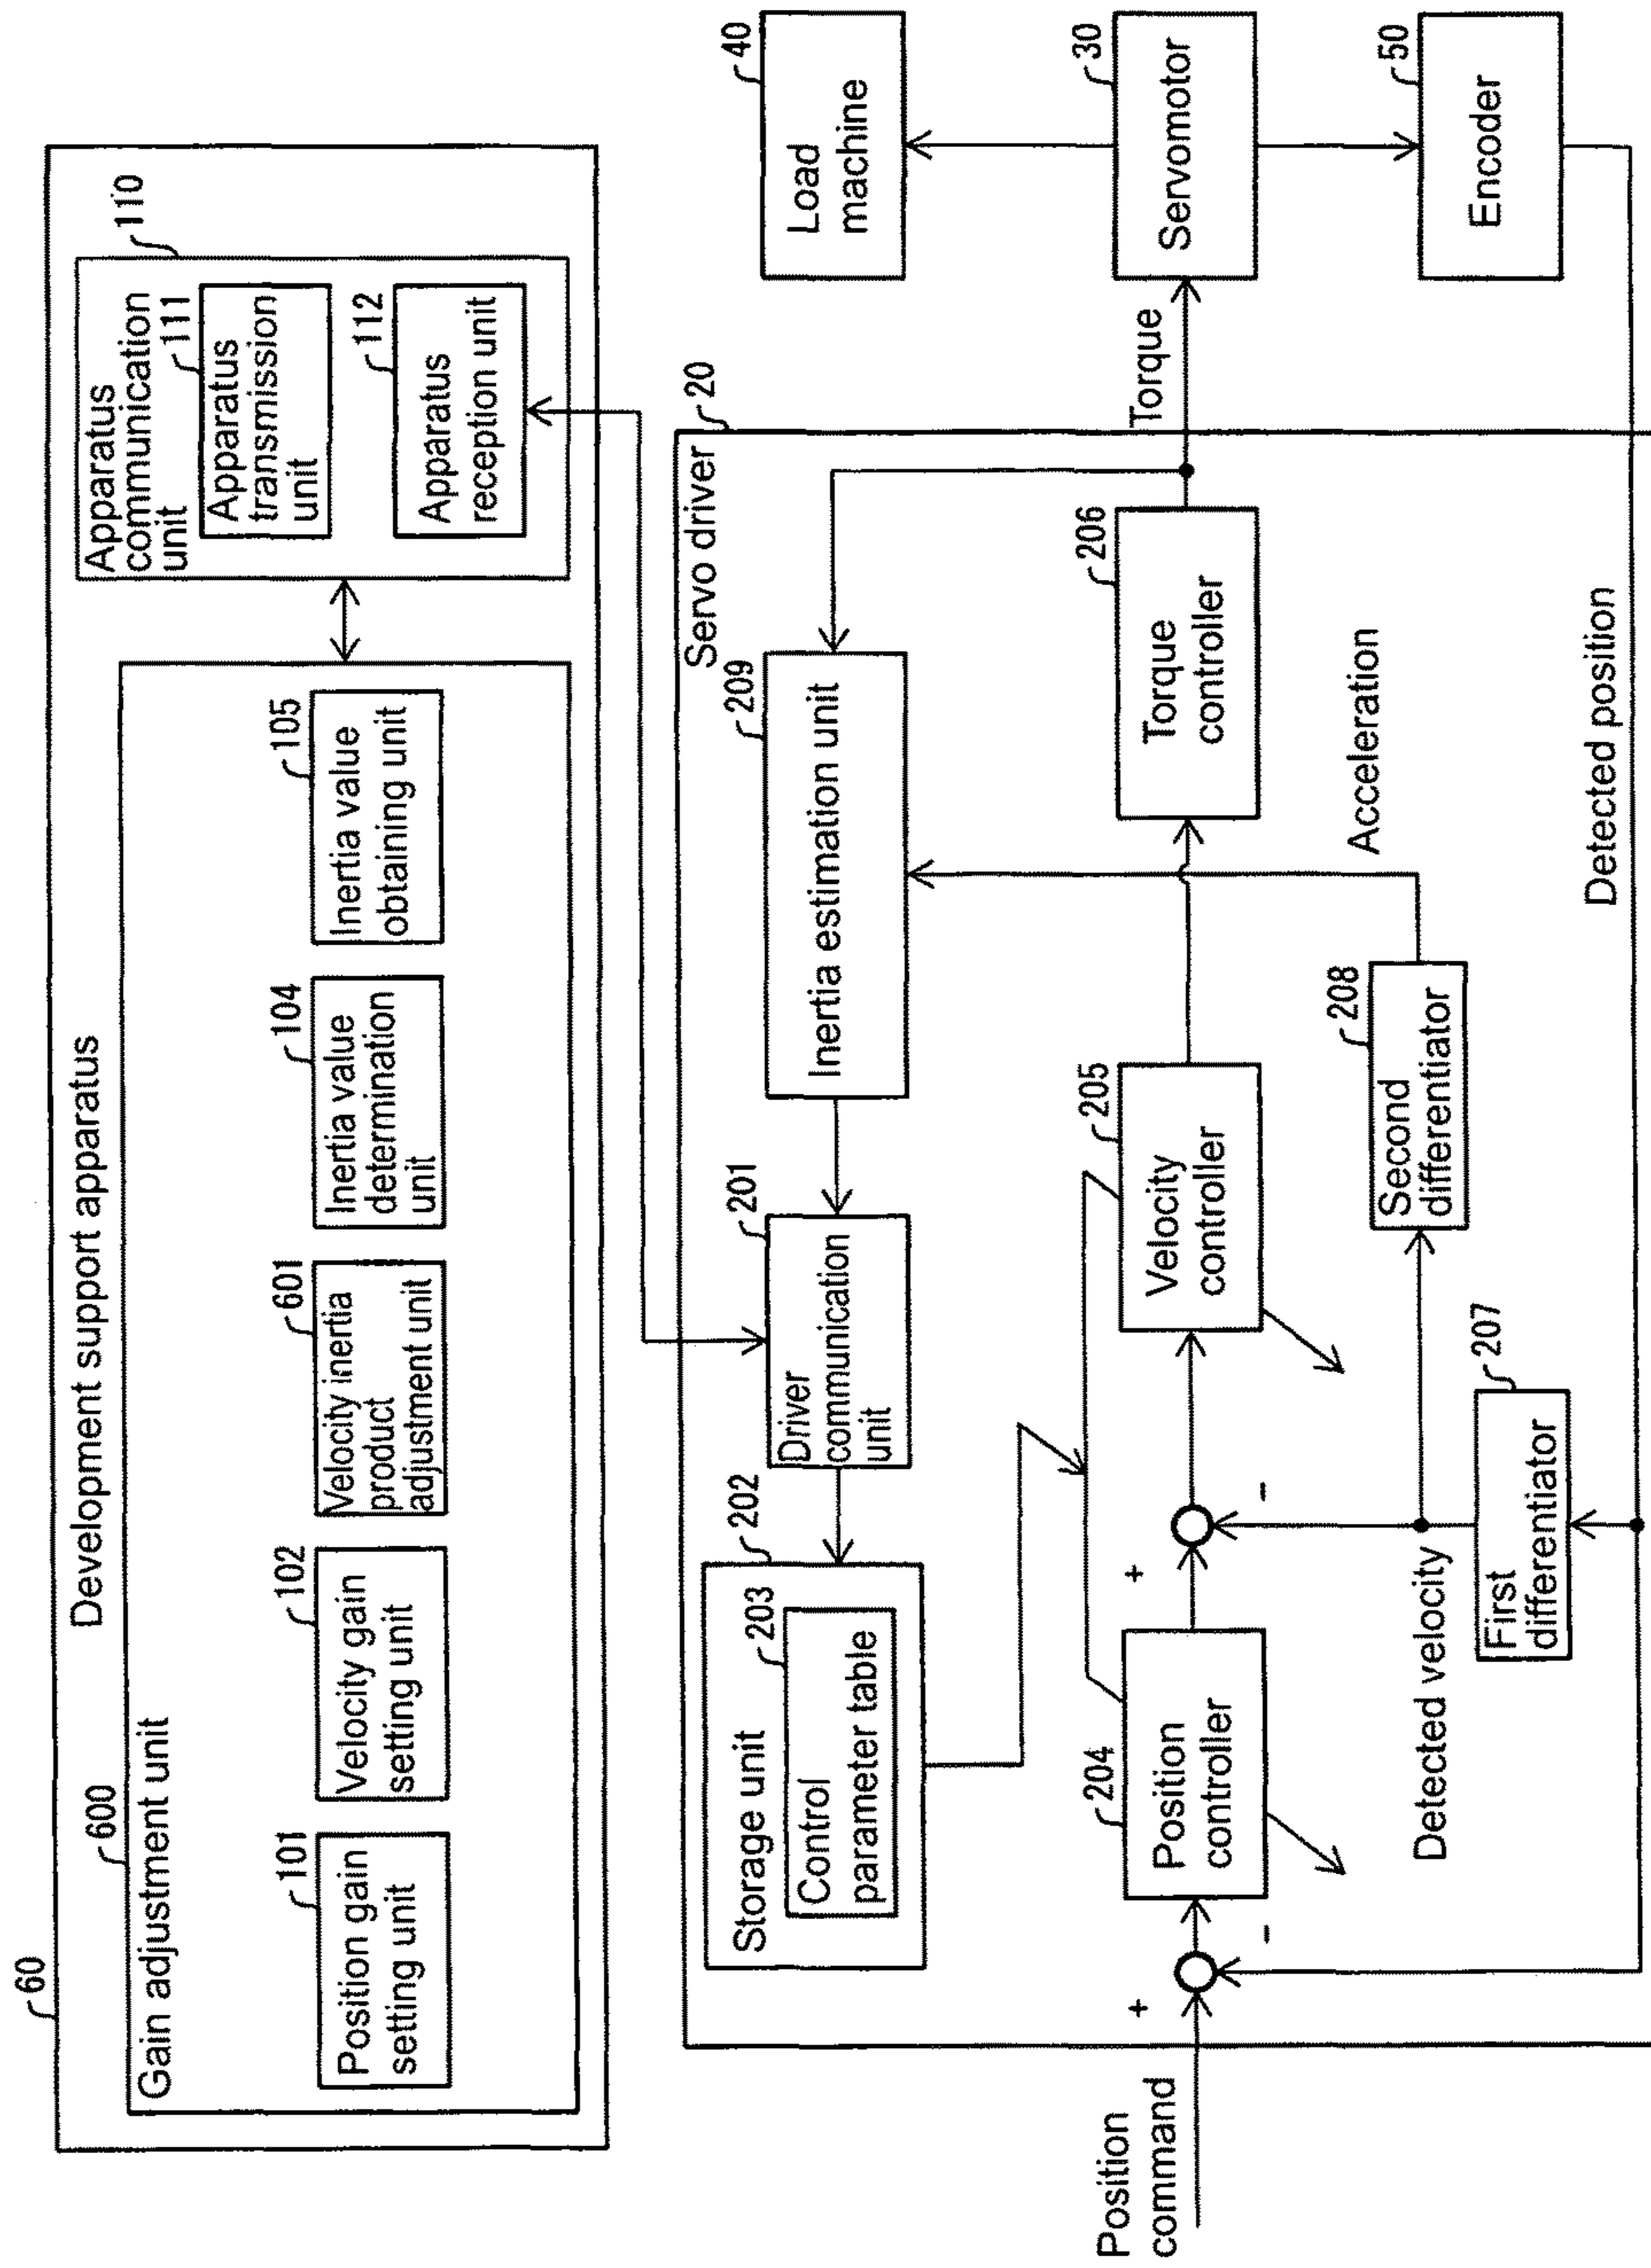 60
Development support apparatus
600
Gain adjustment unit
101
Position gain
setting unit
102
Velocity gain
setting unit
601
Velocity inertia
product
adjustment unit
104
Inertia value
determination
unit
105
Inertia value
obtaining unit
110
Apparatus
communication
unit
111
Apparatus
transmission
unit
112
Apparatus
reception unit
Servo driver
20
Storage unit
202
203
Control
parameter table
201
Driver
communication
unit
209
Inertia estimation unit
40
Load
machine
Position
command
+
-
204
Position
controller
+
-
205
Velocity
controller
206
Torque
controller
Torque
30
Servomotor
Detected velocity
207
First
differentiator
208
Second
differentiator
Acceleration
Detected position
50
Encoder